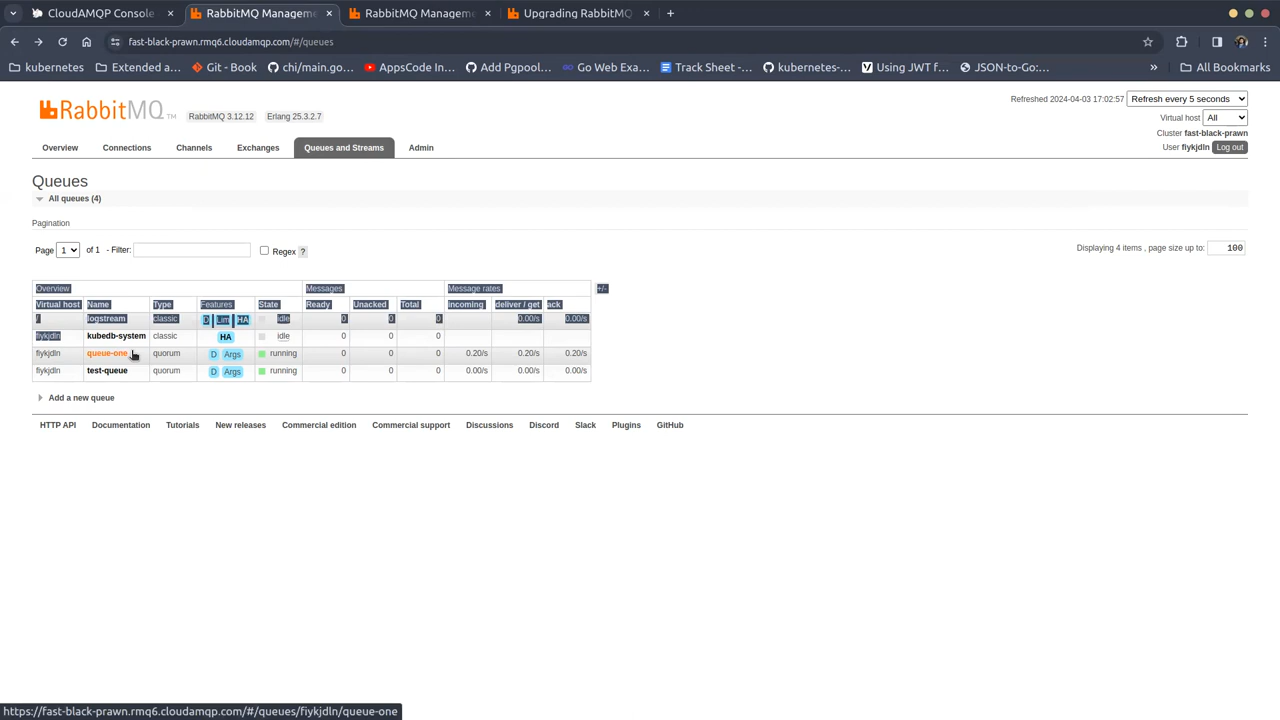 CloudAMQP Console
RabbitMQ Manageme
RabbitMQ Manageme
Upgrading RabbitMQ
fast-black-prawn.rmq6.cloudamqp.com/#/queues
kubernetes
Extended a...
Git - Book
chi/main.go...
AppsCode In...
Add Pgpool...
Go Web Exa...
Track Sheet -...
kubernetes-...
Using JWT f...
JSON-to-Go:...
»
All Bookmarks
RabbitMQ TM
RabbitMQ 3.12.12
Erlang 25.3.2.7
Refreshed 2024-04-03 17:02:57
Refresh every 5 seconds
Virtual host All
Cluster fast-black-prawn
User fiykjdln Log out
Overview Connections Channels Exchanges Queues and Streams Admin
Queues
All queues (4)
Pagination
Page 1 of 1 - Filter: Regex ?
Displaying 4 items , page size up to: 100
Overview Messages Message rates +/-
Virtual host Name Type Features State Ready Unacked Total incoming deliver / get ack
/ logstream classic D Lim HA idle 0 0 0 0.00/s 0.00/s
fiykjdln kubedb-system classic HA idle 0 0 0
fiykjdln queue-one quorum D Args running 0 0 0 0.20/s 0.20/s 0.20/s
fiykjdln test-queue quorum D Args running 0 0 0 0.00/s 0.00/s 0.00/s
Add a new queue
HTTP API Documentation Tutorials New releases Commercial edition Commercial support Discussions Discord Slack Plugins GitHub
https://fast-black-prawn.rmq6.cloudamqp.com/#/queues/fiykjdln/queue-one